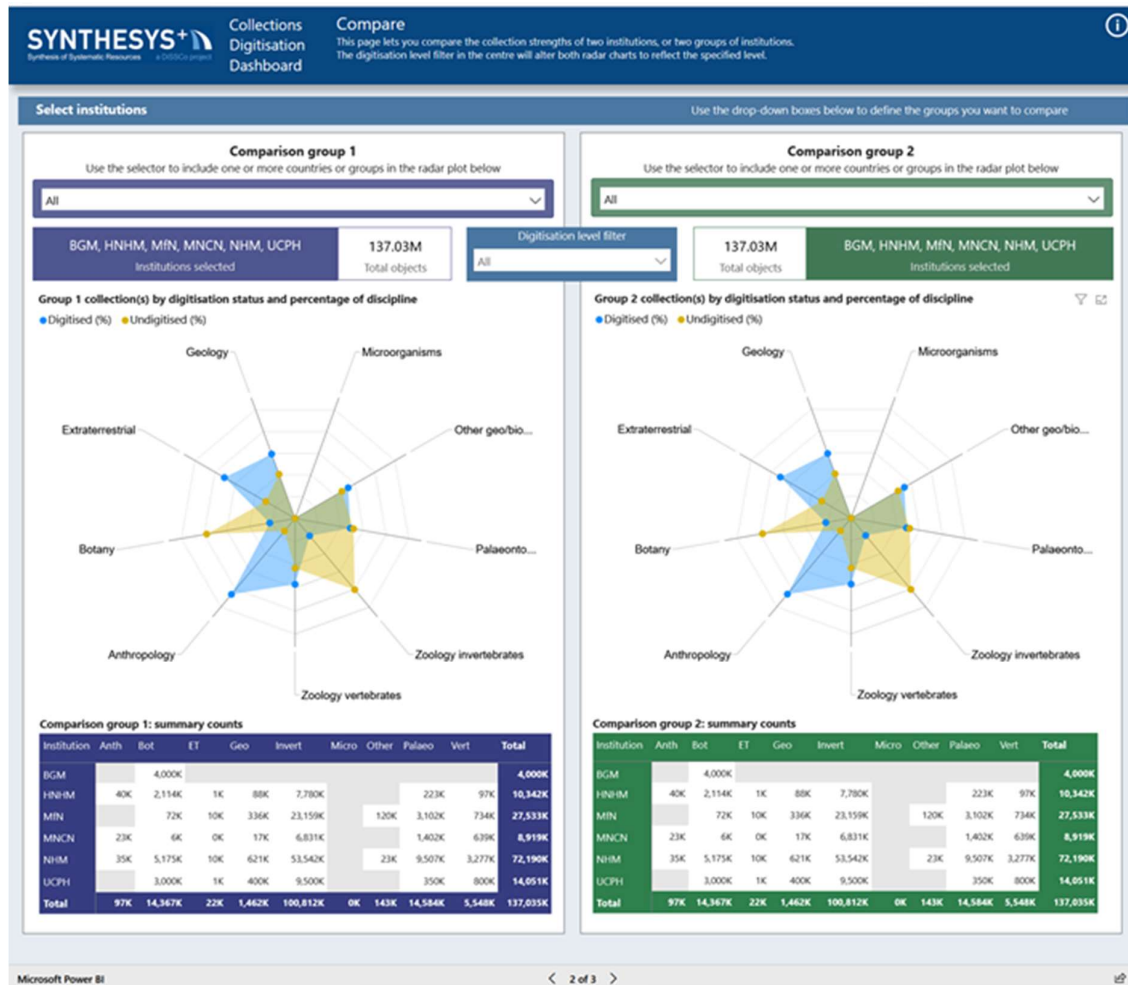 SYNTHESYS+
Synthesis of Systematic Resources a DiSSCo project
Collections
Digitisation
Dashboard
Compare
This page lets you compare the collection strengths of two institutions, or two groups of institutions.
The digitisation level filter in the centre will alter both radar charts to reflect the specified level.
Select institutions
Use the drop-down boxes below to define the groups you want to compare
Comparison group 1
Use the selector to include one or more countries or groups in the radar plot below
All
BGM, HNHM, MfN, MNCN, NHM, UCPH
Institutions selected
137.03M
Total objects
Digitisation level filter
All
Comparison group 2
Use the selector to include one or more countries or groups in the radar plot below
All
137.03M
Total objects
BGM, HNHM, MfN, MNCN, NHM, UCPH
Institutions selected
Group 1 collection(s) by digitisation status and percentage of discipline
Digitised (%) Undigitised (%)
Geology
Microorganisms
Extraterrestrial
Other geo/bio...
Botany
Palaeonto...
Anthropology
Zoology invertebrates
Zoology vertebrates
Group 2 collection(s) by digitisation status and percentage of discipline
Digitised (%) Undigitised (%)
Geology
Microorganisms
Extraterrestrial
Other geo/bio...
Botany
Palaeonto...
Anthropology
Zoology invertebrates
Zoology vertebrates
Comparison group 1: summary counts
Institution Anth Bot ET Geo Invert Micro Other Palaeo Vert Total
BGM 4,000K 4,000K
HNHM 40K 2,114K 1K 88K 7,780K 223K 97K 10,342K
MfN 72K 10K 336K 23,159K 120K 3,102K 734K 27,533K
MNCN 23K 6K 0K 17K 6,831K 1,402K 639K 8,919K
NHM 35K 5,175K 10K 621K 53,542K 23K 9,507K 3,277K 72,190K
UCPH 3,000K 1K 400K 9,500K 350K 800K 14,051K
Total 97K 14,367K 22K 1,462K 100,812K 0K 143K 14,584K 5,548K 137,035K
Comparison group 2: summary counts
Institution Anth Bot ET Geo Invert Micro Other Palaeo Vert Total
BGM 4,000K 4,000K
HNHM 40K 2,114K 1K 88K 7,780K 223K 97K 10,342K
MfN 72K 10K 336K 23,159K 120K 3,102K 734K 27,533K
MNCN 23K 6K 0K 17K 6,831K 1,402K 639K 8,919K
NHM 35K 5,175K 10K 621K 53,542K 23K 9,507K 3,277K 72,190K
UCPH 3,000K 1K 400K 9,500K 350K 800K 14,051K
Total 97K 14,367K 22K 1,462K 100,812K 0K 143K 14,584K 5,548K 137,035K
Microsoft Power BI
2 of 3